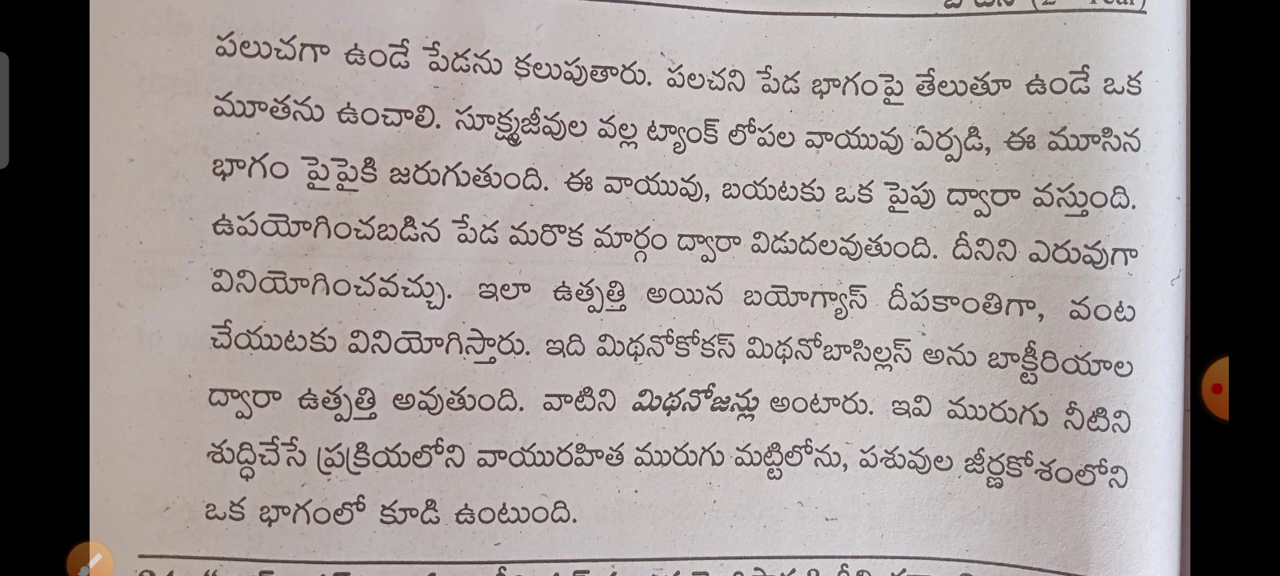 పలుచగా ఉండే పేడను కలుపుతారు. పలచని పేడ భాగంపై తేలుతూ ఉండే ఒక
మూతను ఉంచాలి. సూక్ష్మజీవుల వల్ల ట్యాంక్ లోపల వాయువు ఏర్పడి, ఈ మూసిన
భాగం పైపైకి జరుగుతుంది. ఈ వాయువు, బయటకు ఒక పైపు ద్వారా వస్తుంది.
ఉపయోగించబడిన పేడ మరొక మార్గం ద్వారా విడుదలవుతుంది. దీనిని ఎరువుగా
వినియోగించవచ్చు. ఇలా ఉత్పత్తి అయిన బయోగ్యాస్ దీపకాంతిగా, వంట
చేయుటకు వినియోగిస్తారు. ఇది మిథనోకోకస్ మిథనోబాసిల్లస్ అను బాక్టీరియాల
ద్వారా ఉత్పత్తి అవుతుంది. వాటిని మిథనోజన్లు అంటారు. ఇవి మురుగు నీటిని
శుద్ధిచేసే ప్రక్రియలోని వాయురహిత మురుగు మట్టిలోను, పశువుల జీర్ణకోశంలోని
ఒక భాగంలో కూడి ఉంటుంది.